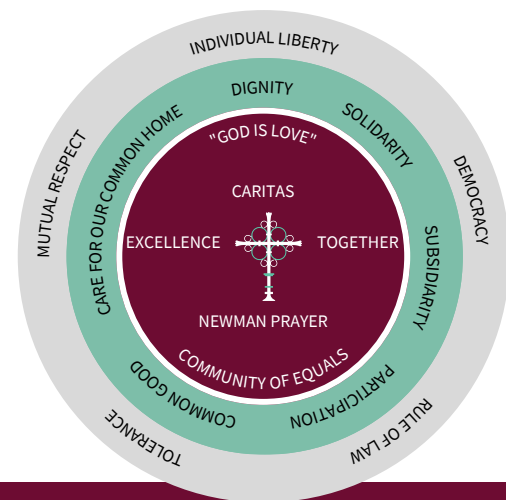 INDIVIDUAL LIBERTY
DEMOCRACY
RULE OF LAW
TOLERANCE
MUTUAL RESPECT
DIGNITY
SOLIDARITY
SUBSIDIARITY
PARTICIPATION
COMMON GOOD
CARE FOR OUR COMMON HOME
"GOD IS LOVE"
CARITAS
EXCELLENCE
TOGETHER
NEWMAN PRAYER
COMMUNITY OF EQUALS